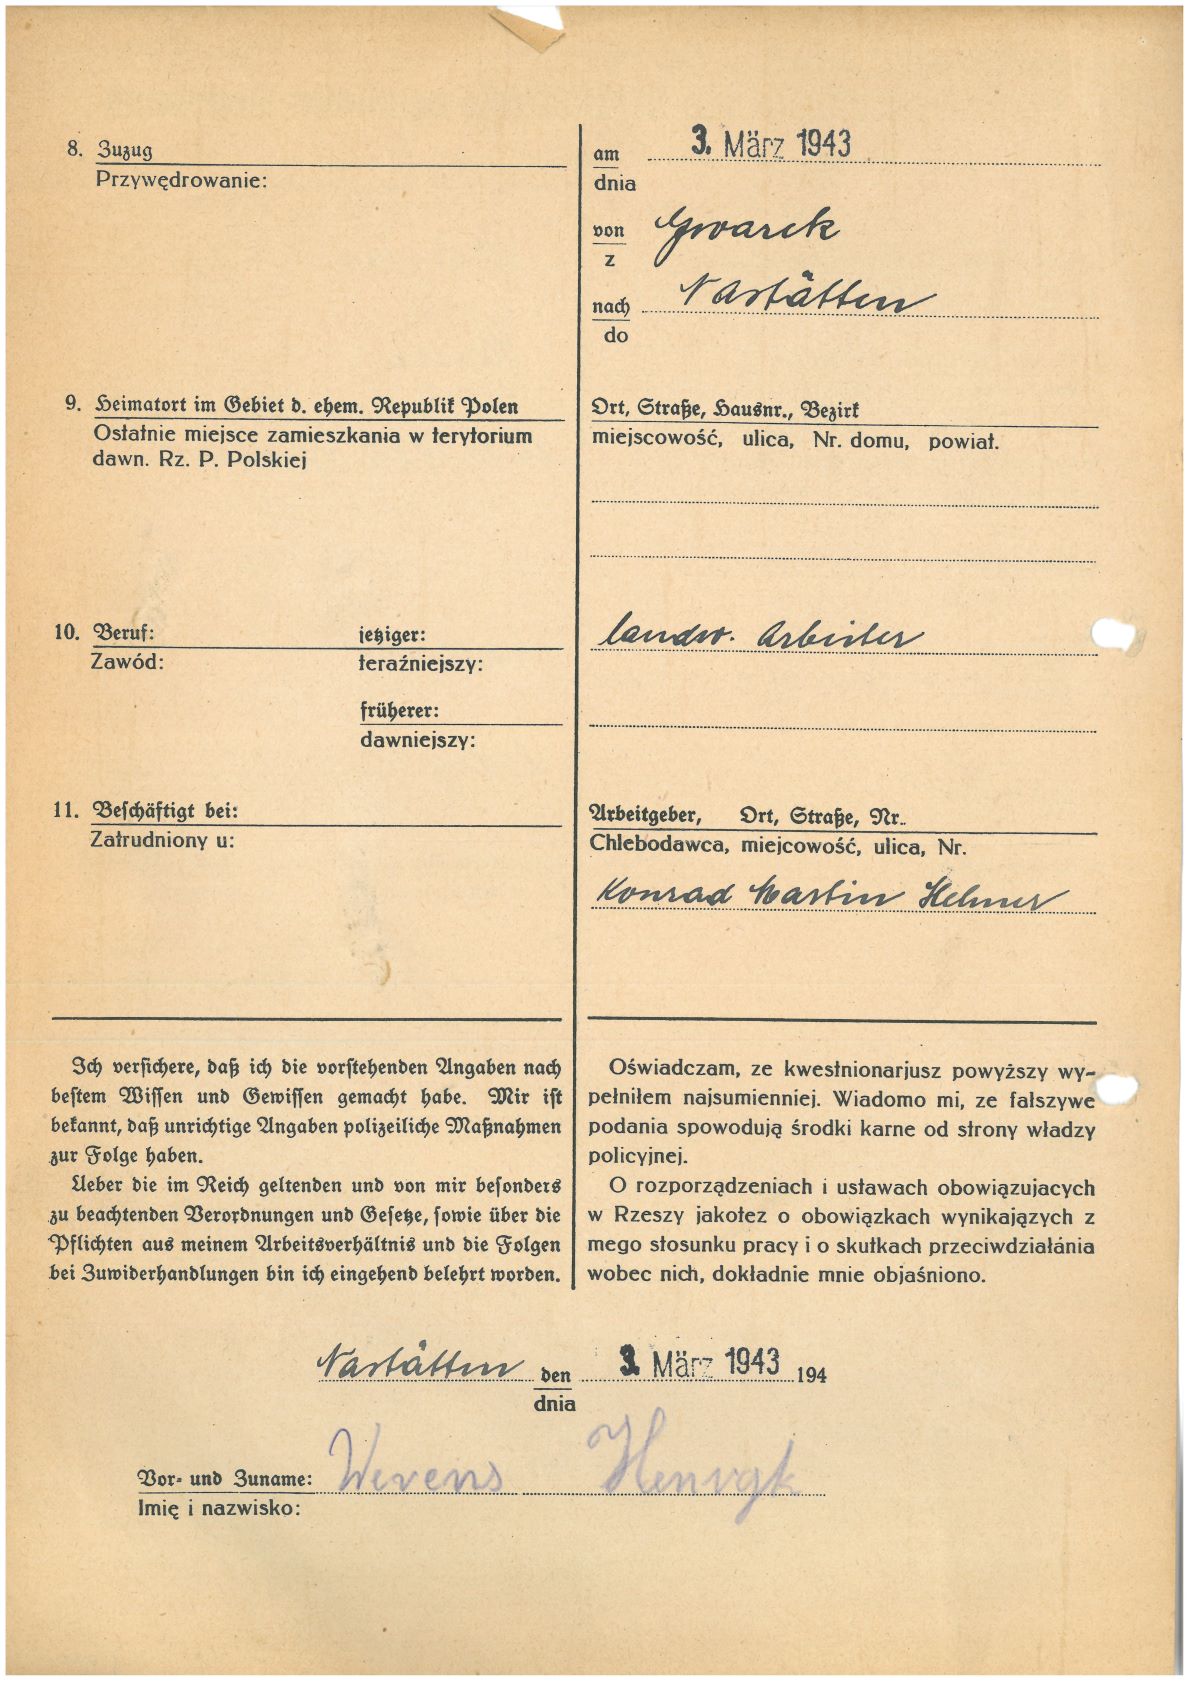 8. Zuzug
Przywędrowanie:
am 3. März 1943
dnia
von Gwarek
z
nach Nastätten
do
9. Heimatort im Gebiet d. ehem. Republik Polen
Ostatnie miejsce zamieszkania w terytorium
dawn. Rz. P. Polskiej
Ort, Straße, Hausnr., Bezirk
miejscowość, ulica, Nr. domu, powiat.
10. Beruf: jetziger: landw. Arbeiter
Zawód: teraźniejszy:
früherer:
dawniejszy:
11. Beschäftigt bei:
Zatrudniony u:
Arbeitgeber, Ort, Straße, Nr.
Chlebodawca, miejcowość, ulica, Nr.
Konrad Martin Helmer
Ich versichere, daß ich die vorstehenden Angaben nach
bestem Wissen und Gewissen gemacht habe. Mir ist
bekannt, daß unrichtige Angaben polizeiliche Maßnahmen
zur Folge haben.
Ueber die im Reich geltenden und von mir besonders
zu beachtenden Verordnungen und Gesetze, sowie über die
Pflichten aus meinem Arbeitsverhältnis und die Folgen
bei Zuwiderhandlungen bin ich eingehend belehrt worden.
Oświadczam, ze kwestnionarjusz powyższy wy-
pełniłem najsumienniej. Wiadomo mi, ze fałszywe
podania spowodują środki karne od strony władzy
policyjnej.
O rozporządzeniach i ustawach obowiązujacych
w Rzeszy jakotez o obowiązkach wynikajązych z
mego stosunku pracy i o skutkach przeciwdziałánia
wobec nich, dokładnie mnie objaśniono.
Nastätten den 3. März 1943 194
dnia
Vor- und Zuname: Werens Henryk
Imię i nazwisko: